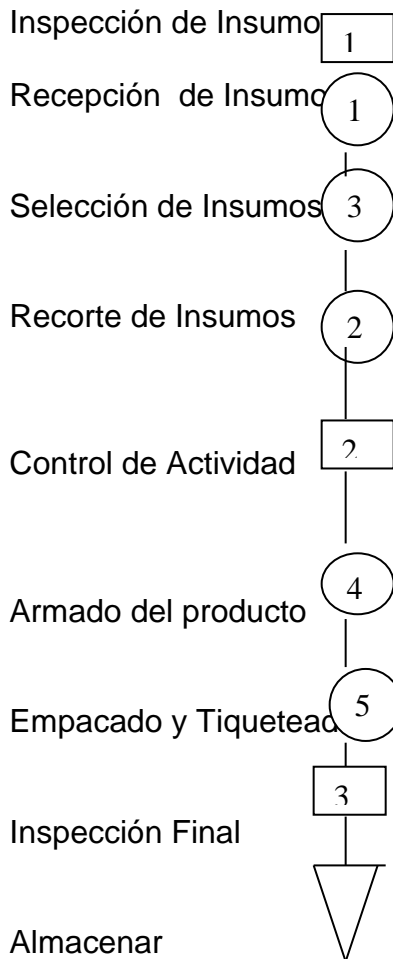 Inspección de Insumo 1
Recepción de Insumo 1
Selección de Insumos 3
Recorte de Insumos 2
Control de Actividad 2
Armado del producto 4
Empacado y Tiquetead 5
Inspección Final 3
Almacenar